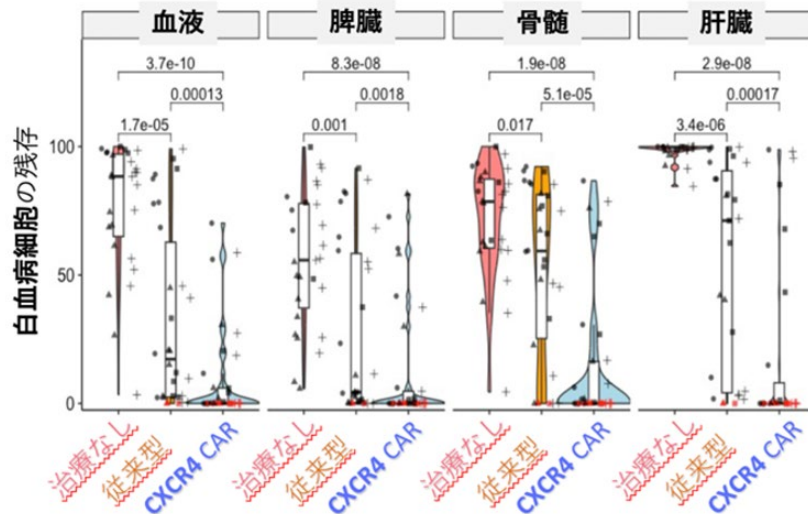 血液
脾臓
骨髄
肝臓
3.7e-10
8.3e-08
1.9e-08
2.9e-08
0.00013
0.0018
5.1e-05
0.00017
1.7e-05
0.001
0.017
3.4e-06
白血病細胞の残存
100
50
0
治療なし
従来型
CXCR4 CAR
治療なし
従来型
CXCR4 CAR
治療なし
従来型
CXCR4 CAR
治療なし
従来型
CXCR4 CAR